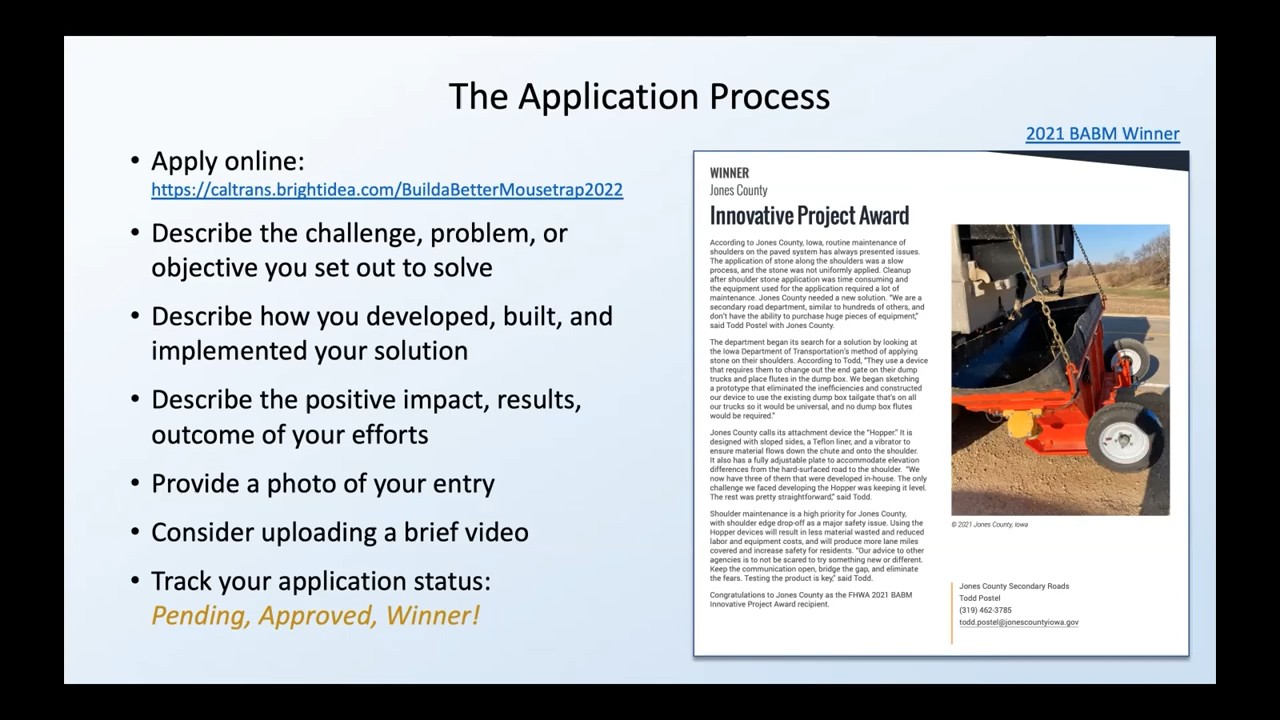 The Application Process
• Apply online:
https://caltrans.brightidea.com/BuildaBetterMousetrap2022
• Describe the challenge, problem, or
objective you set out to solve
• Describe how you developed, built, and
implemented your solution
• Describe the positive impact, results,
outcome of your efforts
• Provide a photo of your entry
• Consider uploading a brief video
• Track your application status:
Pending, Approved, Winner!
2021 BABM Winner
WINNER
Jones County
Innovative Project Award
According to Jones County, Iowa, routine maintenance of
shoulders on the paved system has always presented issues.
The application of stone along the shoulders was a slow
process, and the stone was not uniformly applied. Cleanup
after shoulder stone application was time consuming and
the equipment used for the application required a lot of
maintenance. Jones County needed a new solution. “We are a
secondary road department, similar to hundreds of others, and
don’t have the ability to purchase huge pieces of equipment,”
said Todd Postel with Jones County.
The department began its search for a solution by looking at
the Iowa Department of Transportation’s method of applying
stone on their shoulders. According to Todd, “They use a device
that requires them to change out the end gate on their dump
trucks and place flutes in the dump box. We began sketching
a prototype that eliminated the inefficiencies and constructed
our device to use the existing dump box tailgate that’s on all
our trucks so it would be universal, and no dump box flutes
would be required.”
Jones County calls its attachment device the “Hopper.” It is
designed with sloped sides, a Teflon liner, and a vibrator to
ensure material flows down the chute and onto the shoulder.
It also has a fully adjustable plate to accommodate elevation
differences from the hard-surfaced road to the shoulder. “We
now have three of them that were developed in-house. The only
challenge we faced developing the Hopper was keeping it level.
The rest was pretty straightforward,” said Todd.
Shoulder maintenance is a high priority for Jones County,
with shoulder edge drop-off as a major safety issue. Using the
Hopper devices will result in less material wasted and reduced
labor and equipment costs, and will produce more lane miles
covered and increase safety for residents. “Our advice to other
agencies is to not be scared to try something new or different.
Keep the communication open, bridge the gap, and eliminate
the fears. Testing the product is key,” said Todd.
Congratulations to Jones County as the FHWA 2021 BABM
Innovative Project Award recipient.
© 2021 Jones County, Iowa
Jones County Secondary Roads
Todd Postel
(319) 462-3785
todd.postel@jonescountyiowa.gov